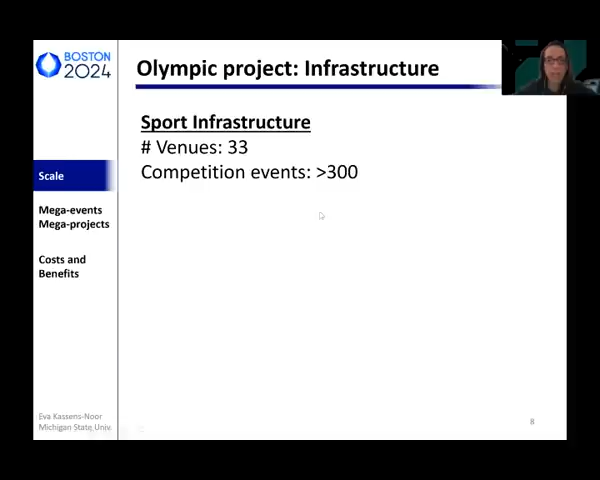 BOSTON
2024
Olympic project: Infrastructure
Sport Infrastructure
# Venues: 33
Competition events: >300
Scale
Mega-events
Mega-projects
Costs and
Benefits
Eva Kassens-Noor
Michigan State Univ.
8